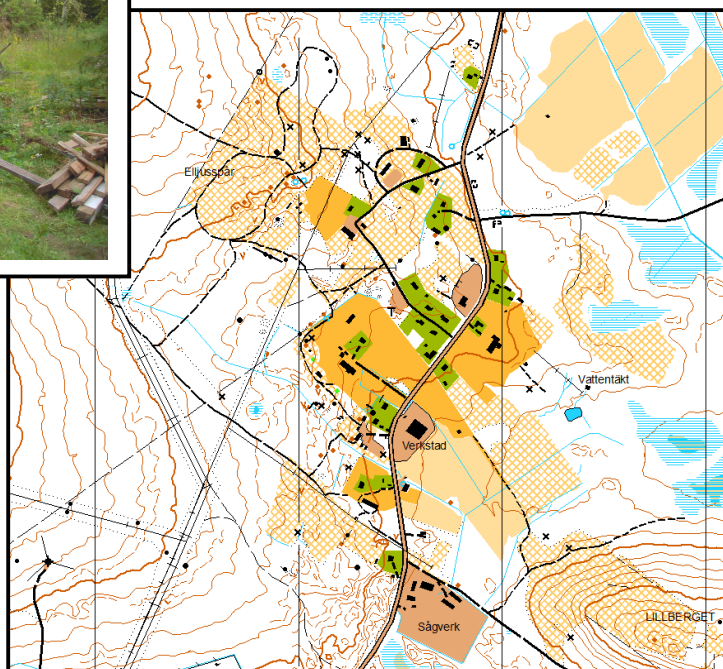 Elljusspår
Vattentäkt
Verkstad
LILLBERGET
Sågverk